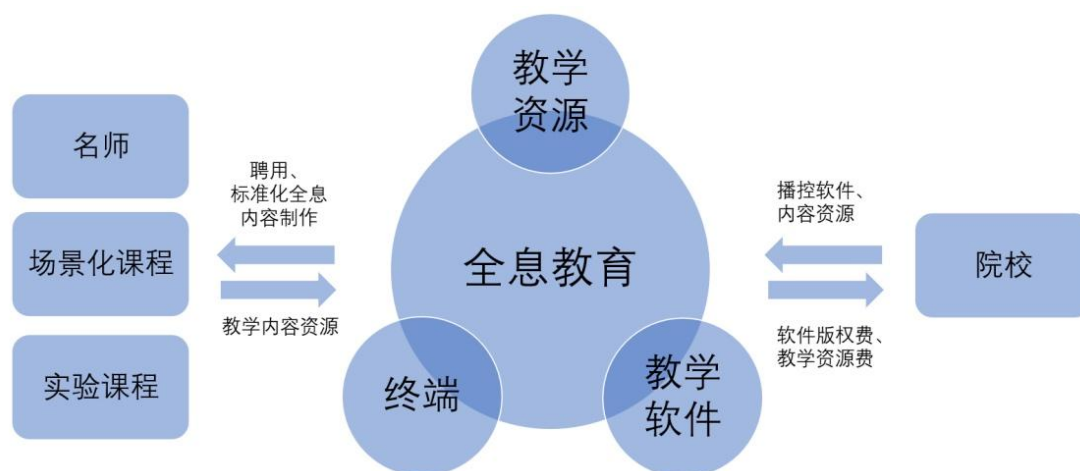 名师
场景化课程
实验课程
聘用、
标准化全息
内容制作
教学内容资源
教学
资源
全息教育
终端
教学
软件
播控软件、
内容资源
软件版权费、
教学资源费
院校